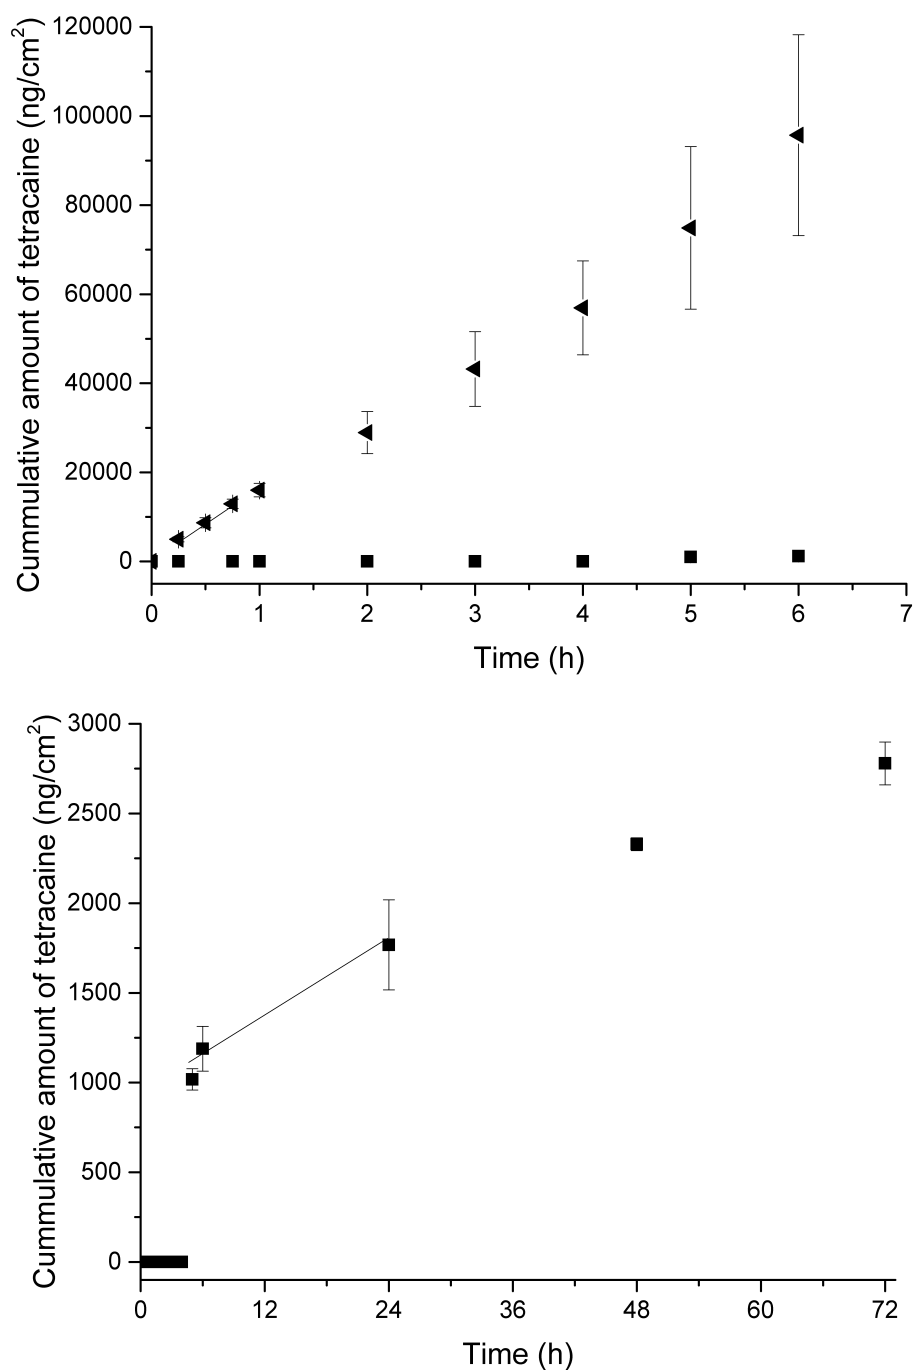 120000
100000
80000
60000
40000
20000
0
Cummulative amount of tetracaine (ng/cm²)
0 1 2 3 4 5 6 7
Time (h)
3000
2500
2000
1500
1000
500
0
Cummulative amount of tetracaine (ng/cm²)
0 12 24 36 48 60 72
Time (h)